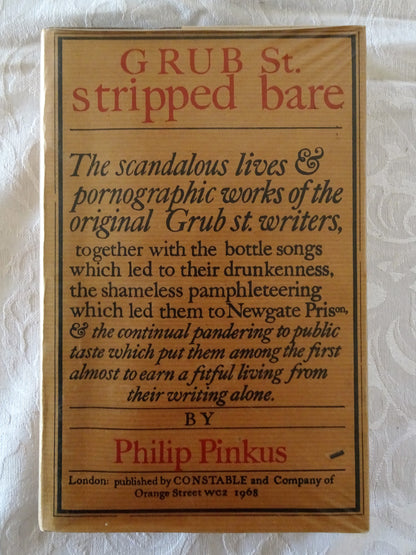 GRUB St.
stripped bare
The scandalous lives &
pornographic works of the
original Grub st. writers,
together with the bottle songs
which led to their drunkenness,
the shameless pamphleteering
which led them to Newgate Prison,
& the continual pandering to public
taste which put them among the first
almost to earn a fitful living from
their writing alone.
BY
Philip Pinkus
London: published by CONSTABLE and Company of
Orange Street WC2 1968